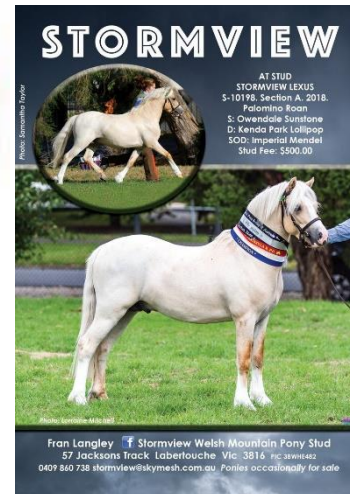 STORMVIEW
Photo: Samantha Taylor
AT STUD
STORMVIEW LEXUS
S-10198. Section A. 2018.
Palomino Roan
S: Owendale Sunstone
D: Kenda Park Lollipop
SOD: Imperial Mendel
Stud Fee: $500.00
Photo: Lorraine Mitchell
Fran Langley f Stormview Welsh Mountain Pony Stud
57 Jacksons Track Labertouche Vic 3816 PIC 3BWHE482
0409 860 738 stormview@skymesh.com.au Ponies occasionally for sale